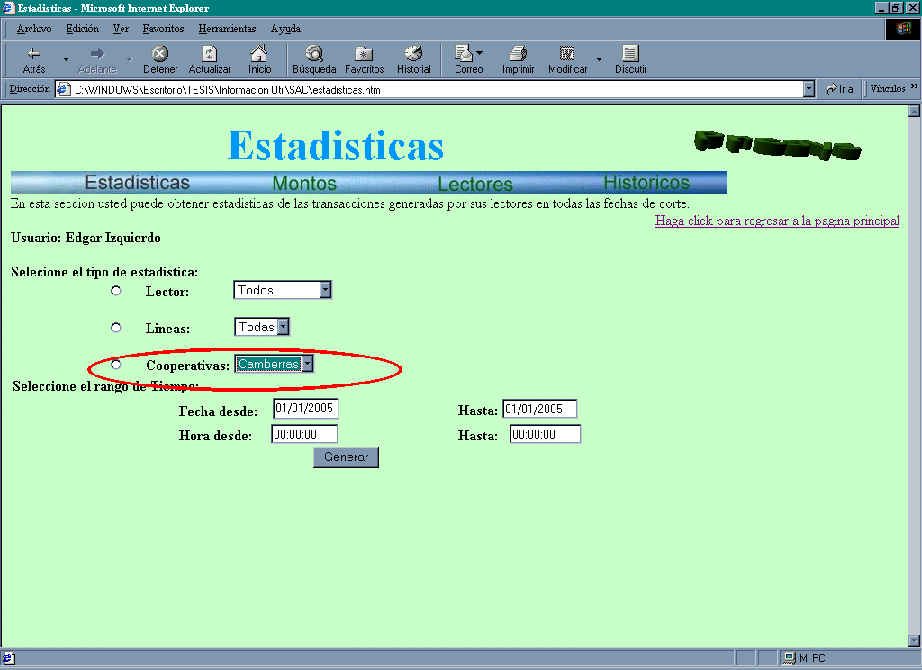 Estadisticas - Microsoft Internet Explorer
Archivo Edición Ver Favoritos Herramientas Ayuda
Atrás Adelante Detener Actualizar Inicio Búsqueda Favoritos Historial Correo Imprimir Modificar Discutir
Dirección C:\WINDOWS\Escritorio\TESIS\Informacion Util\SAC\estadisticas.htm Ir a Vínculos »
Estadisticas
Estadisticas Montos Lectores Historicos
En esta seccion usted puede obtener estadisticas de las transacciones generadas por sus lectores en todas las fechas de corte.
Haga click para regresar a la pagina principal
Usuario: Edgar Izquierdo
Selecione el tipo de estadistica:
Lector: Todos
Lineas: Todas
Cooperativas: Camberras
Seleccione el rango de Tiempo:
Fecha desde: 01/01/2005 Hasta: 01/01/2005
Hora desde: 00:00:00 Hasta: 00:00:00
Generar
Mi PC